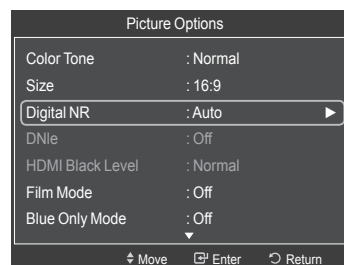 Picture Options
Color Tone : Normal
Size : 16:9
Digital NR : Auto ►
DNIe : Off
HDMI Black Level : Normal
Film Mode : Off
Blue Only Mode : Off
▼
Move Enter Return